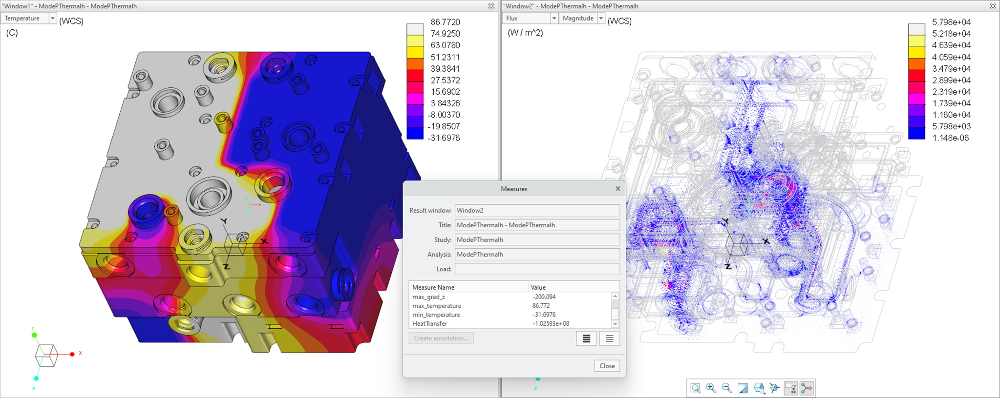 "Window1" - ModePThermalh - ModePThermalh
Temperature (WCS)
(C)
86.7720
74.9250
63.0780
51.2311
39.3841
27.5372
15.6902
3.84326
-8.00370
-19.8507
-31.6976
Y
X
Z
Y
X
Z
"Window2" - ModePThermalh - ModePThermalh
Flux Magnitude (WCS)
(W / m^2)
5.798e+04
5.218e+04
4.639e+04
4.059e+04
3.479e+04
2.899e+04
2.319e+04
1.739e+04
1.160e+04
5.798e+03
1.148e-06
Y
X
Z
Z
Measures
Result window: Window2
Title: ModePThermalh - ModePThermalh
Study: ModePThermalh
Analysis: ModePThermalh
Load:
Measure Name Value
max_grad_z -200.094
max_temperature 86.772
min_temperature -31.6976
HeatTransfer -1.02593e+08
Create annotation...
Close